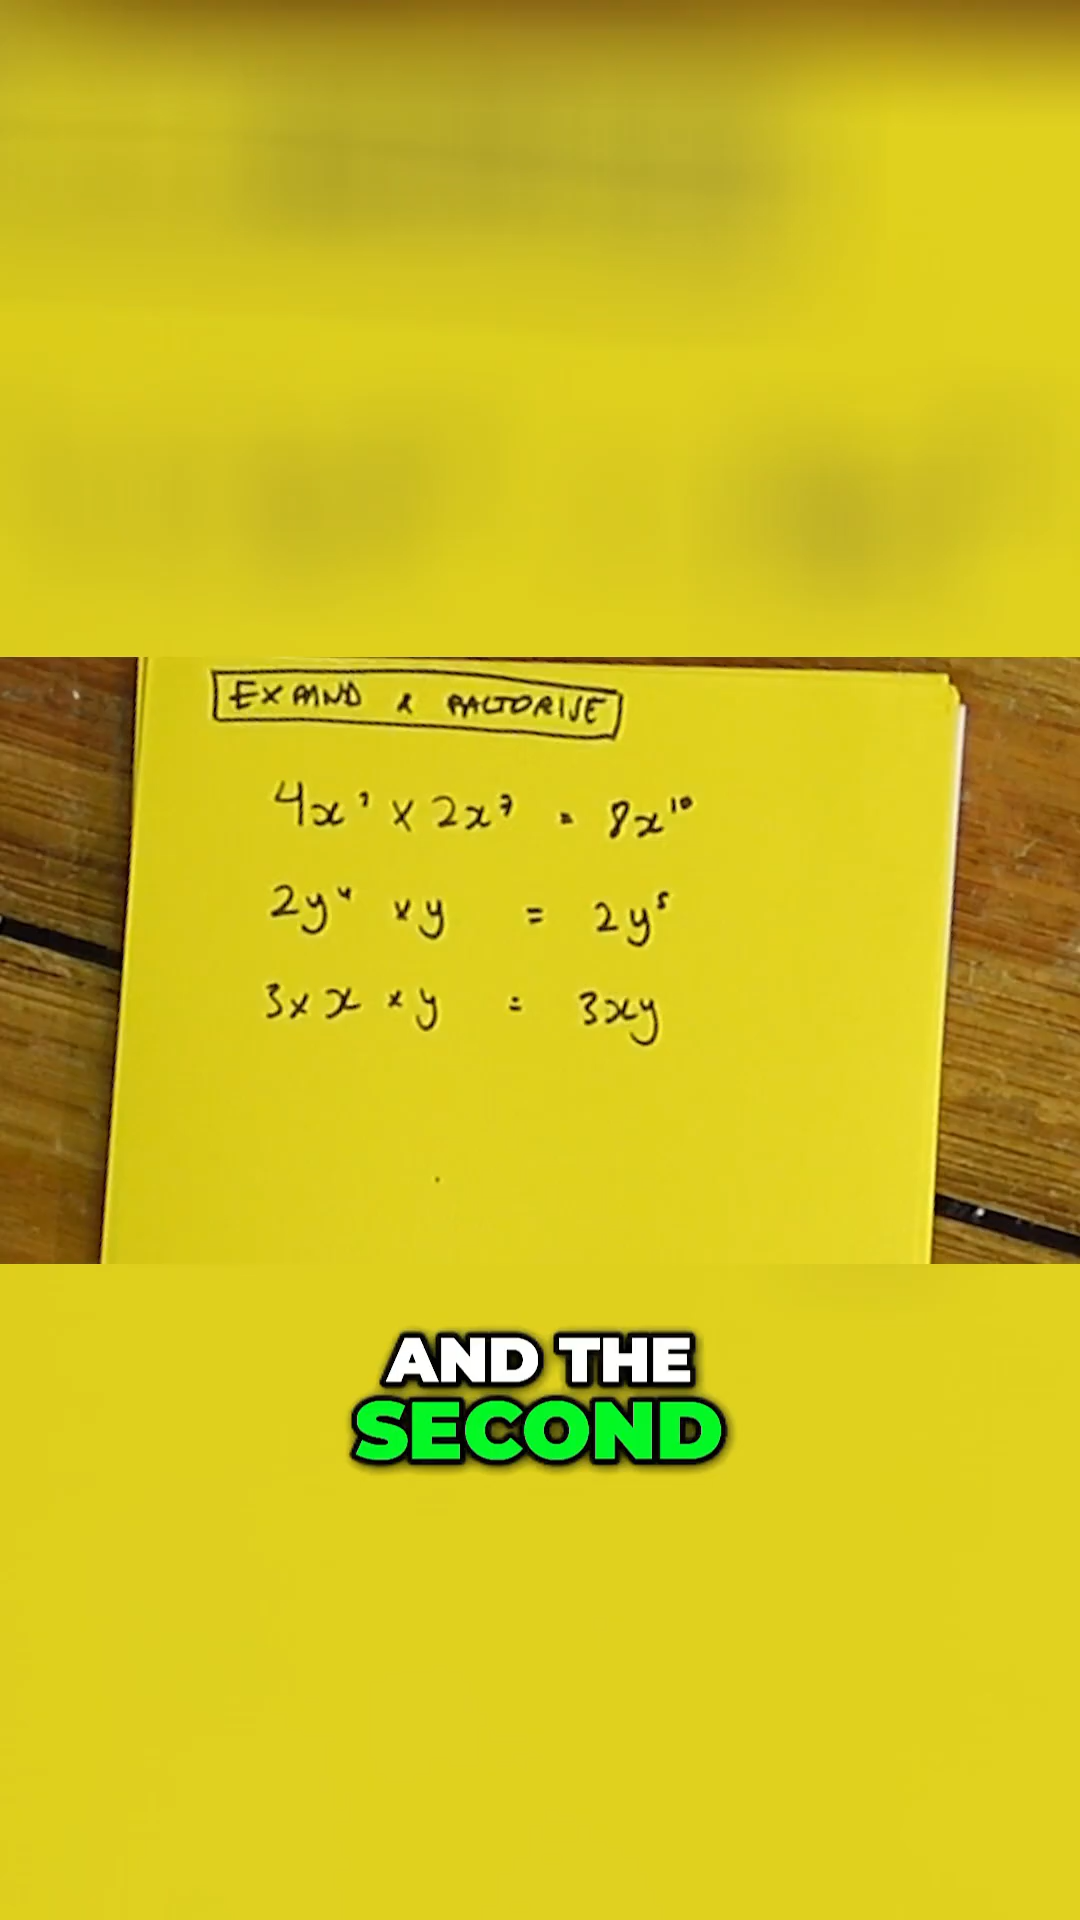 EXPAND & FACTORISE
4x³ × 2x⁷ = 8x¹⁰
2y⁴ × y = 2y⁵
3 × x × y = 3xy
AND THE
SECOND